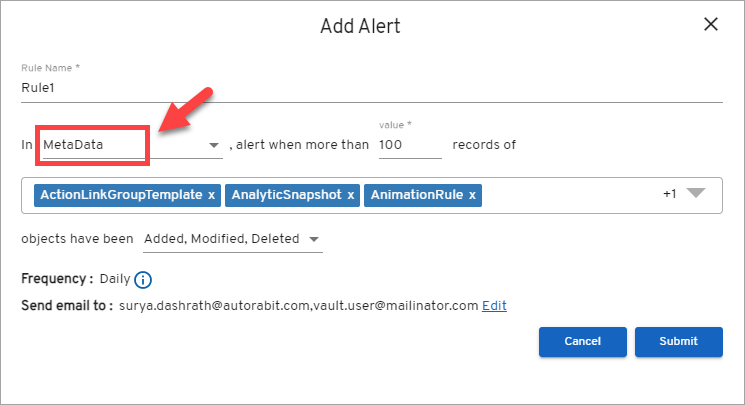 Add Alert
Rule Name *
Rule1
value *
In MetaData , alert when more than 100 records of
ActionLinkGroupTemplate x AnalyticSnapshot x AnimationRule x +1
objects have been Added, Modified, Deleted
Frequency : Daily
Send email to : surya.dashrath@autorabit.com,vault.user@mailinator.com Edit
Cancel Submit